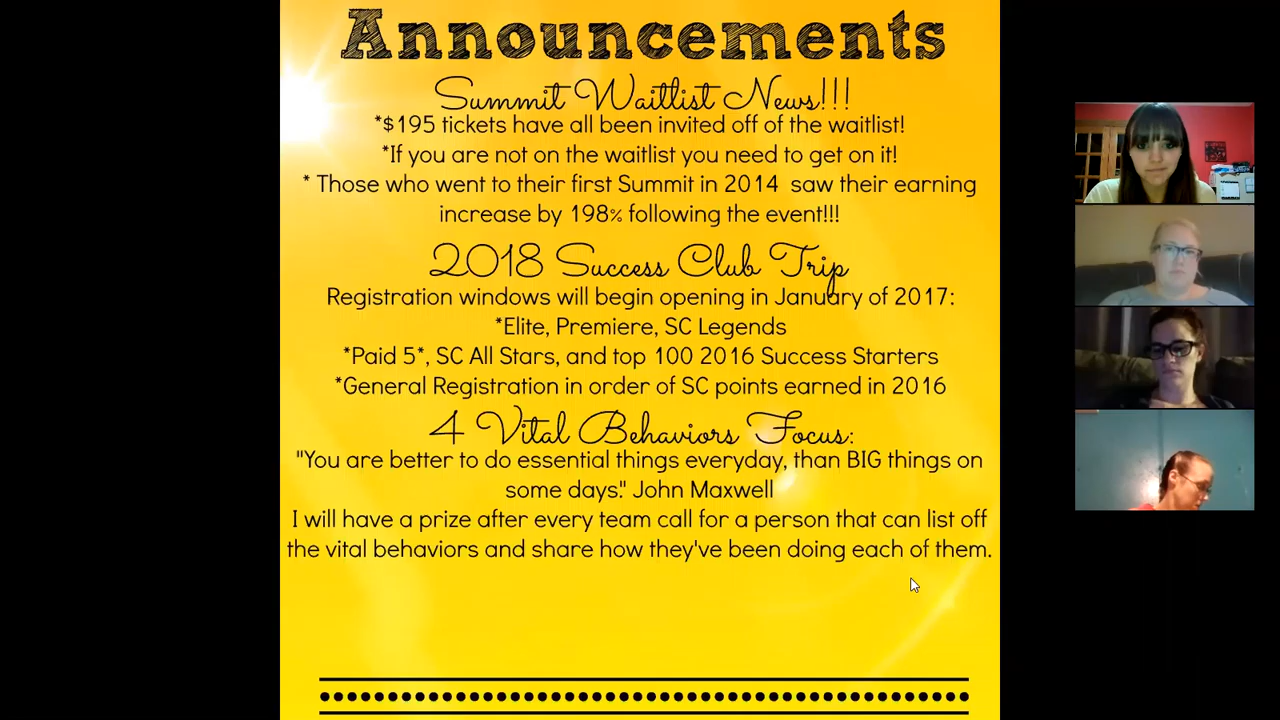 Announcements
Summit Waitlist News!!!
*$195 tickets have all been invited off of the waitlist!
*If you are not on the waitlist you need to get on it!
* Those who went to their first Summit in 2014 saw their earning
increase by 198% following the event!!!
2018 Success Club Trip
Registration windows will begin opening in January of 2017:
*Elite, Premiere, SC Legends
*Paid 5*, SC All Stars, and top 100 2016 Success Starters
*General Registration in order of SC points earned in 2016
4 Vital Behaviors Focus:
"You are better to do essential things everyday, than BIG things on
some days." John Maxwell
I will have a prize after every team call for a person that can list off
the vital behaviors and share how they've been doing each of them.